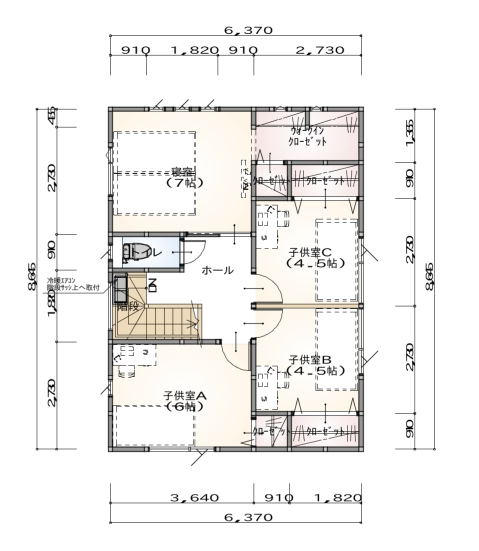 6,370
910 1,820 910 2,730
455
2,730
910
1,820
2,730
8,645
ウォークイン
クローゼット
寝室
(7帖)
クローゼット
クローゼット
1,365
910
2,730
2,730
910
8,645
トイレ
ホール
子供室C
(4.5帖)
冷暖エアコン
階段サッシ上へ取付
DN
階段
子供室B
(4.5帖)
子供室A
(6帖)
クローゼット
クローゼット
3,640 910 1,820
6,370